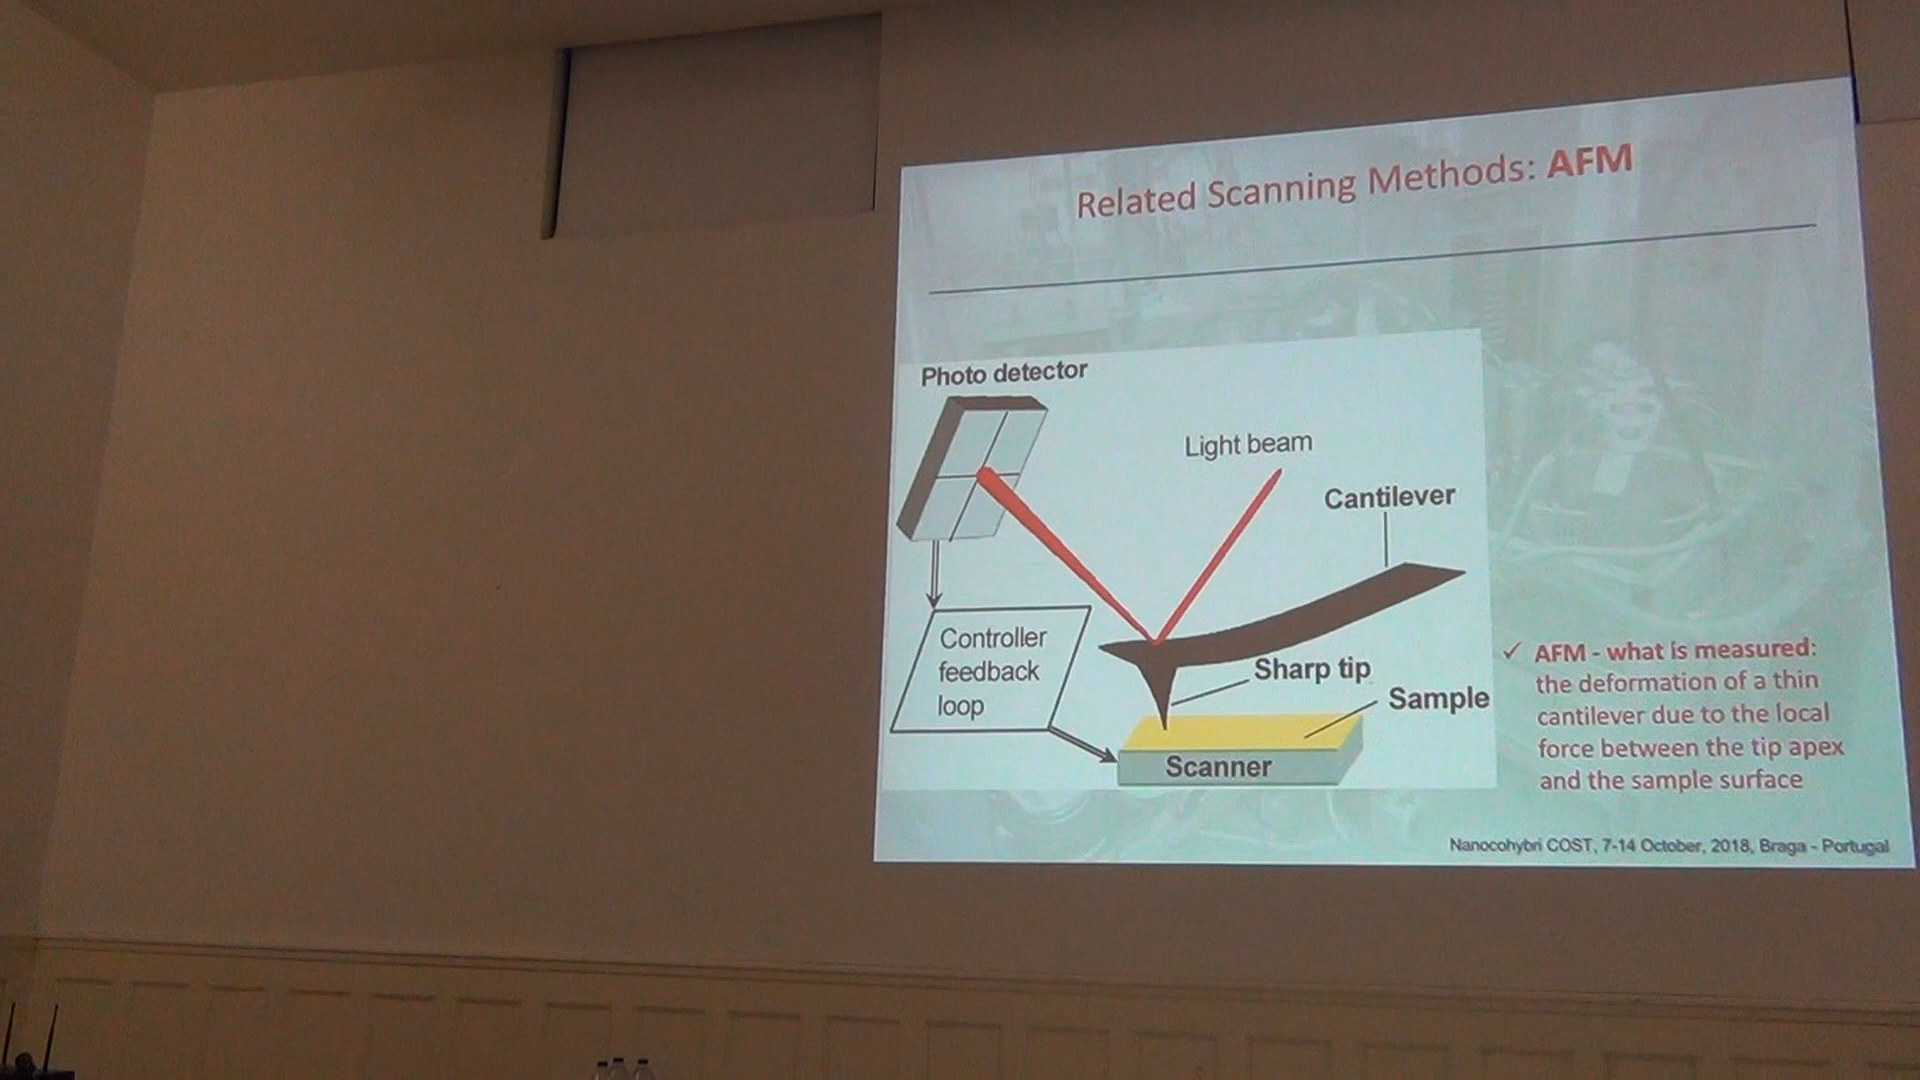 Related Scanning Methods: AFM
Photo detector
Light beam
Cantilever
Controller
feedback
loop
Sharp tip
Sample
Scanner
✓ AFM - what is measured:
the deformation of a thin
cantilever due to the local
force between the tip apex
and the sample surface
Nanocohybri COST, 7-14 October, 2018, Braga - Portugal